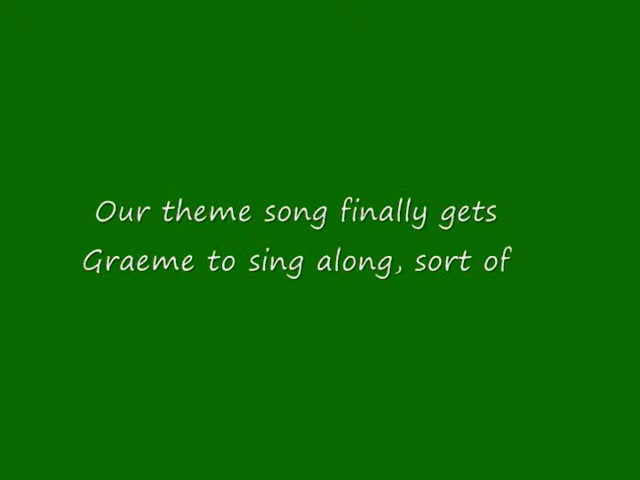 Our theme song finally gets
Graeme to sing along, sort of